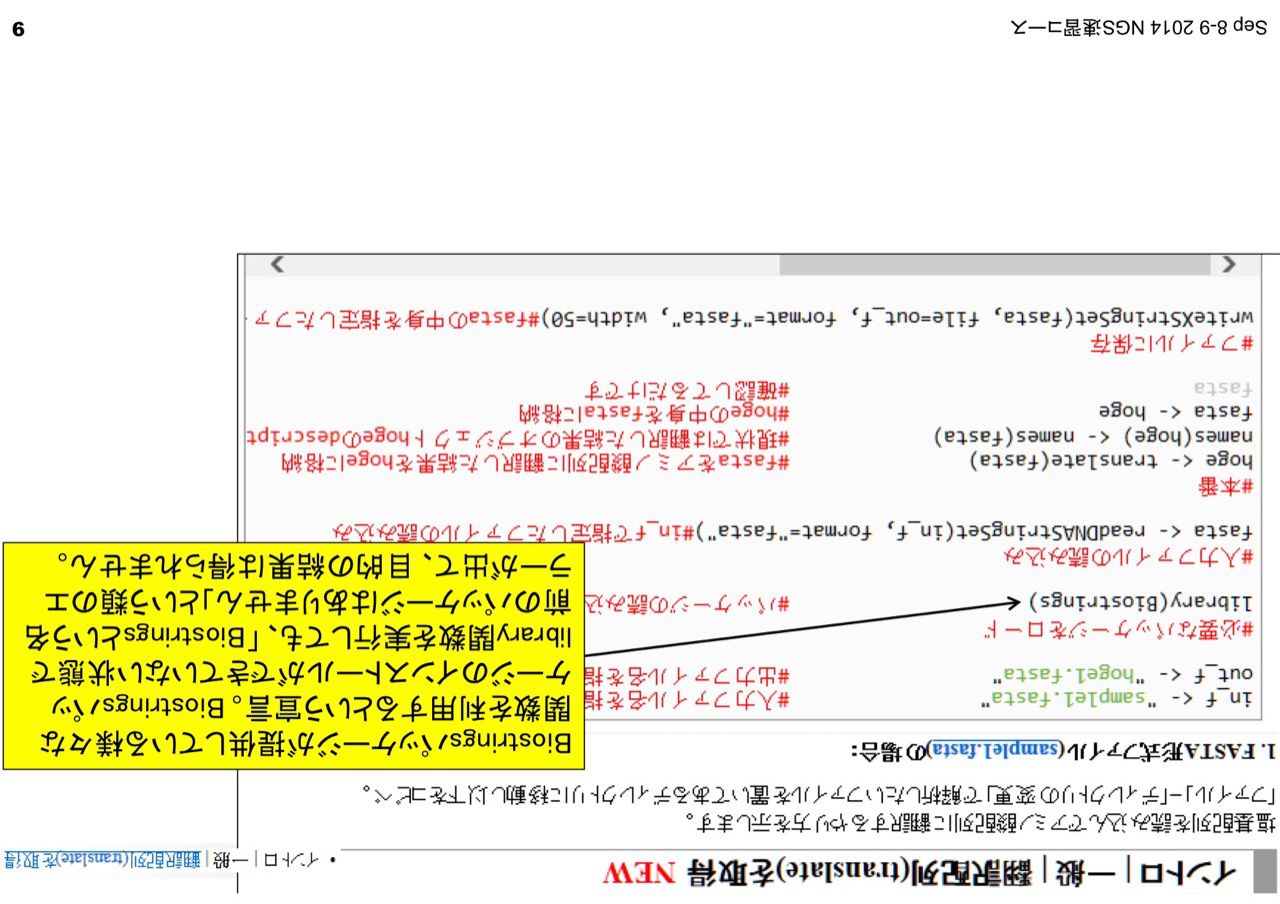 イントロ | 一般 | 翻訳配列(translate)を取得 NEW
• イントロ | 一般 | 翻訳配列(translate)を取得
塩基配列を読み込んでアミノ酸配列に翻訳するやり方を示します。
「ファイル」−「ディレクトリの変更」で解析したいファイルを置いてあるディレクトリに移動し以下をコピペ。
1. FASTA形式ファイル(sample1.fasta)の場合:
in_f <- "sample1.fasta" #入力ファイル名を指
out_f <- "hoge1.fasta" #出力ファイル名を指
#必要なパッケージをロード
library(Biostrings) #パッケージの読み込
#入力ファイルの読み込み
fasta <- readDNAStringSet(in_f, format="fasta")#in_fで指定したファイルの読み込み
#本番
hoge <- translate(fasta) #fastaをアミノ酸配列に翻訳した結果をhogeに格納
names(hoge) <- names(fasta) #現状では翻訳した結果のオブジェクトhogeのdescript
fasta <- hoge #hogeの中身をfastaに格納
fasta #確認してるだけです
#ファイルに保存
writeXStringSet(fasta, file=out_f, format="fasta", width=50)#fastaの中身を指定したファ
Biostringsパッケージが提供している様々な
関数を利用するという宣言。Biostringsパッ
ケージのインストールができていない状態で
library関数を実行しても、「Biostringsという名
前のパッケージはありません」という類のエ
ラーが出て、目的の結果は得られません。
Sep 8-9 2014 NGS速習コース
9